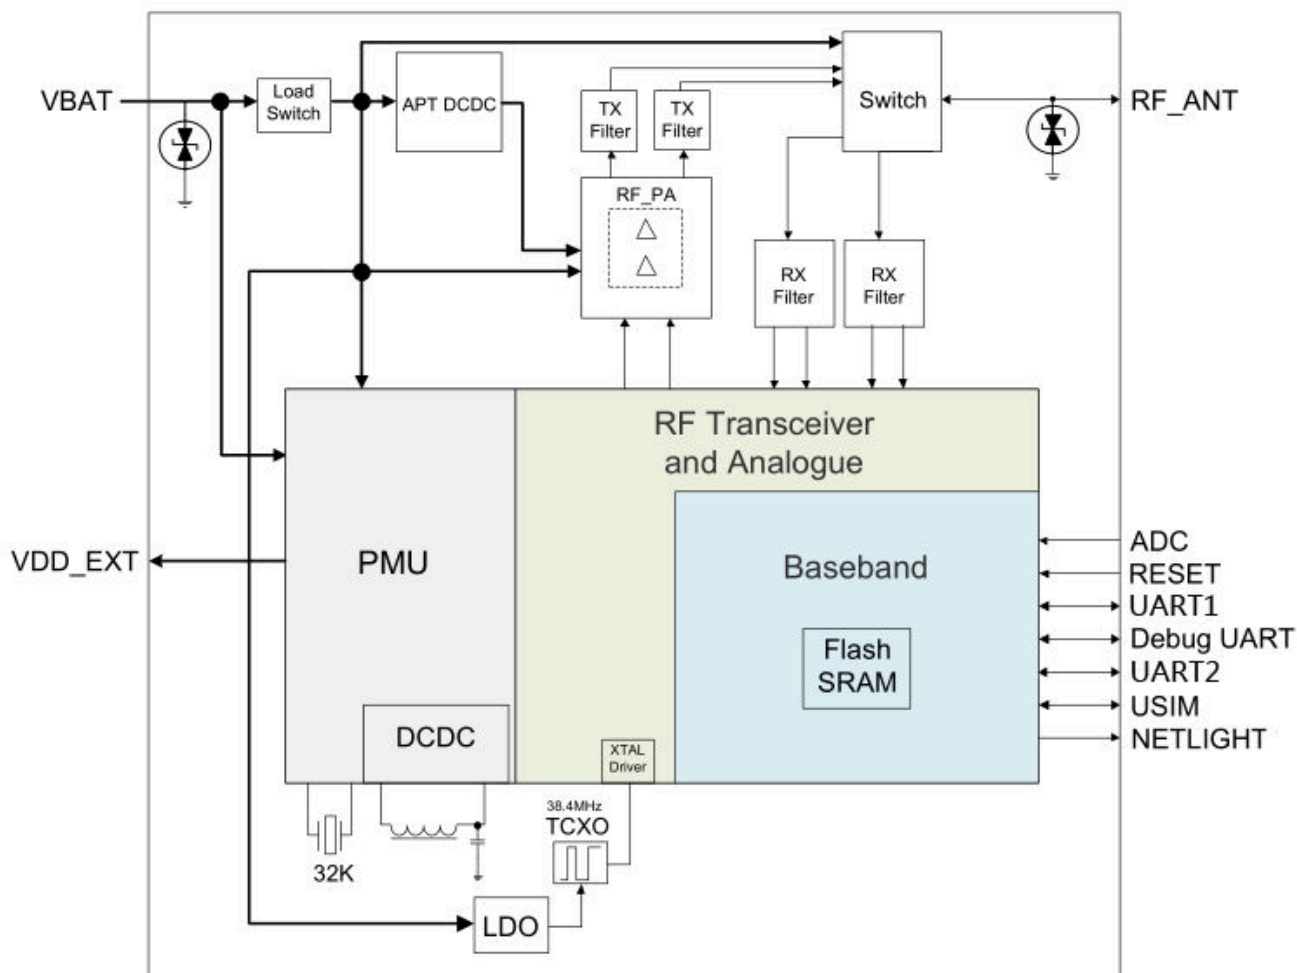 VBAT
Load
Switch
APT DCDC
TX
Filter
TX
Filter
Switch
RF_ANT
RF_PA
RX
Filter
RX
Filter
RF Transceiver
and Analogue
PMU
VDD_EXT
Baseband
Flash
SRAM
ADC
RESET
UART1
Debug UART
UART2
USIM
NETLIGHT
DCDC
XTAL
Driver
38.4MHz
TCXO
32K
LDO